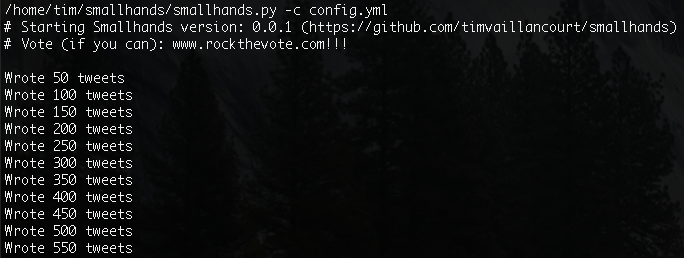 /home/tim/smallhands/smallhands.py -c config.yml
# Starting Smallhands version: 0.0.1 (https://github.com/timvaillancourt/smallhands)
# Vote (if you can): www.rockthevote.com!!!
Wrote 50 tweets
Wrote 100 tweets
Wrote 150 tweets
Wrote 200 tweets
Wrote 250 tweets
Wrote 300 tweets
Wrote 350 tweets
Wrote 400 tweets
Wrote 450 tweets
Wrote 500 tweets
Wrote 550 tweets